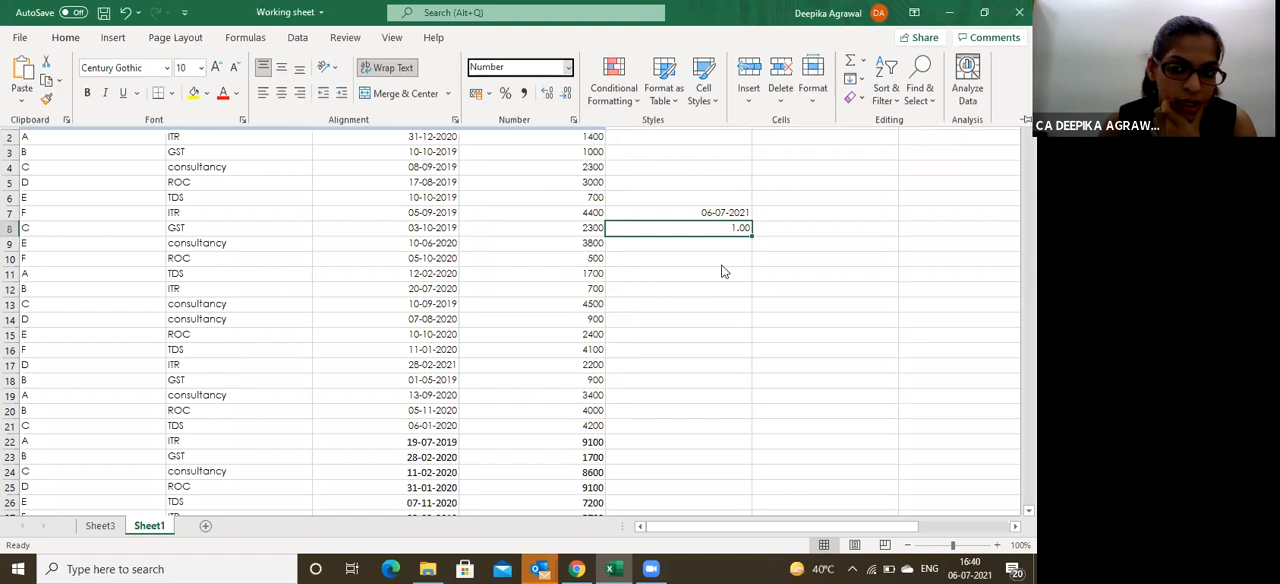 AutoSave Off Working sheet Search (Alt+Q) Deepika Agrawal DA
File Home Insert Page Layout Formulas Data Review View Help Share Comments
Paste Century Gothic 10 A A Wrap Text Number Conditional Formatting Format as Table Cell Styles Insert Delete Format Sort & Filter Find & Select Analyze Data
B I U A Merge & Center % 9
Clipboard Font Alignment Number Styles Cells Editing Analysis
2 A ITR 31-12-2020 1400
3 B GST 10-10-2019 1000
4 C consultancy 08-09-2019 2300
5 D ROC 17-08-2019 3000
6 E TDS 10-10-2019 700
7 F ITR 05-09-2019 4400 06-07-2021
8 C GST 03-10-2019 2300 1.00
9 E consultancy 10-06-2020 3800
10 F ROC 05-10-2020 500
11 A TDS 12-02-2020 1700
12 B ITR 20-07-2020 700
13 C consultancy 10-09-2019 4500
14 D consultancy 07-08-2020 900
15 E ROC 10-10-2020 2400
16 F TDS 11-01-2020 4100
17 D ITR 28-02-2021 2200
18 B GST 01-05-2019 900
19 A consultancy 13-09-2020 3400
20 B ROC 05-11-2020 4000
21 C TDS 06-01-2020 4200
22 A ITR 19-07-2019 9100
23 B GST 28-02-2020 1700
24 C consultancy 11-02-2020 8600
25 D ROC 31-01-2020 9100
26 E TDS 07-11-2020 7200
Sheet3 Sheet1
Ready 100%
Type here to search 40°C ENG 16:40
06-07-2021 20
CA DEEPIKA AGRAW...